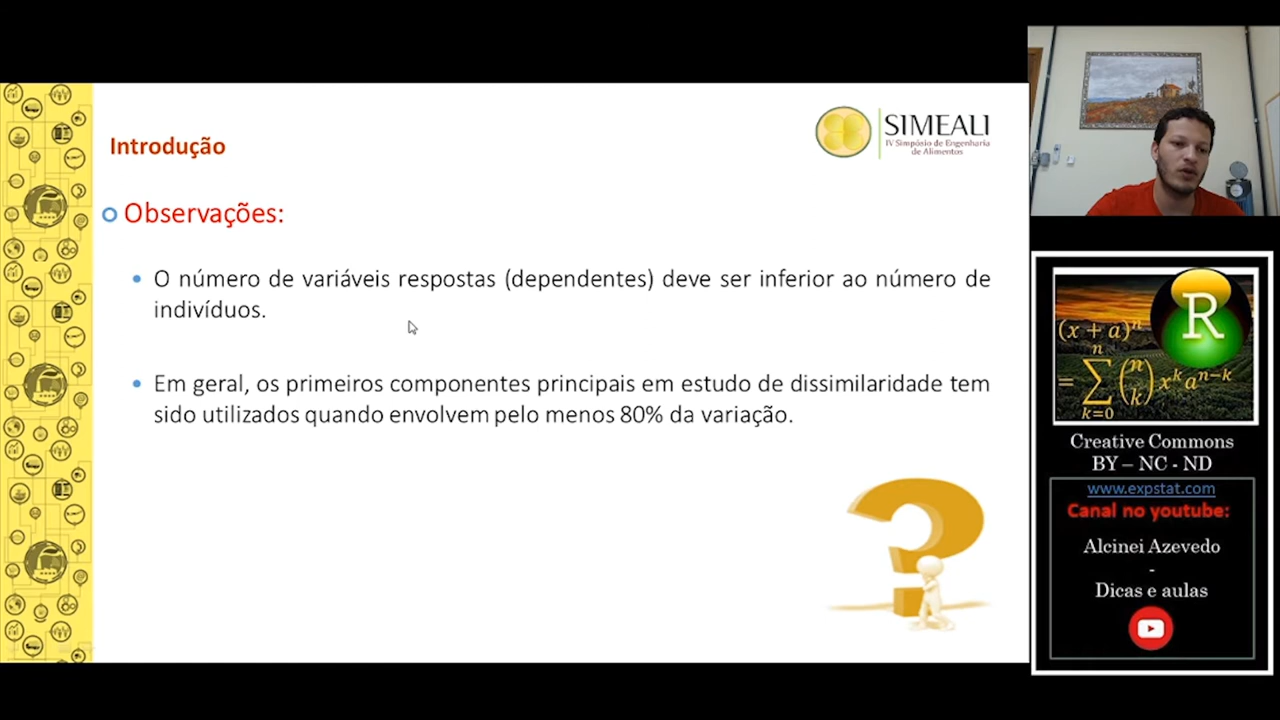 Introdução
SIMEALI
IV Simpósio de Engenharia
de Alimentos
Observações:
O número de variáveis respostas (dependentes) deve ser inferior ao número de
indivíduos.
Em geral, os primeiros componentes principais em estudo de dissimilaridade tem
sido utilizados quando envolvem pelo menos 80% da variação.
R
(x + a)^n
= ∑_{k=0}^{n} (n k) x^k a^{n-k}
Creative Commons
BY – NC - ND
www.expstat.com
Canal no youtube:
Alcinei Azevedo
-
Dicas e aulas